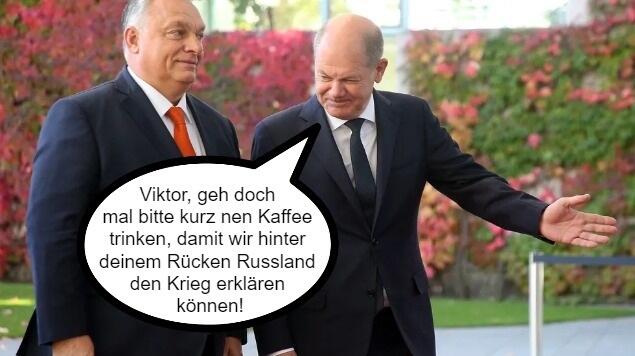 Viktor, geh doch
mal bitte kurz nen Kaffee
trinken, damit wir hinter
deinem Rücken Russland
den Krieg erklären
können!